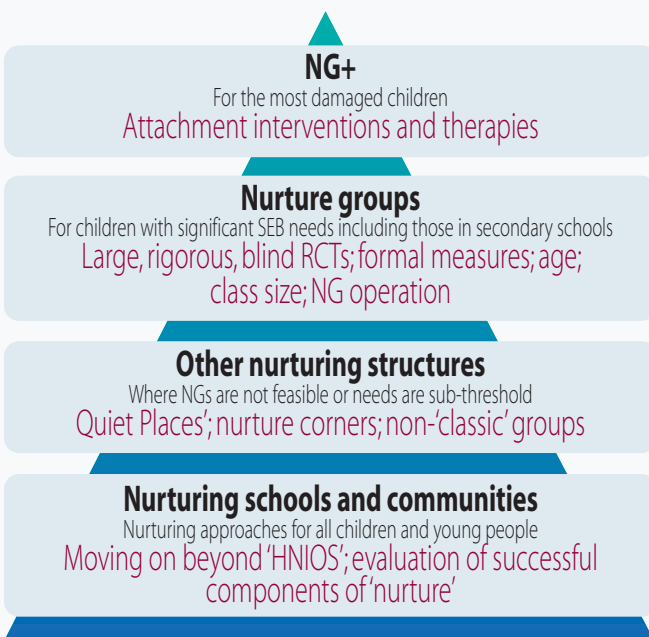 NG+
For the most damaged children
Attachment interventions and therapies
Nurture groups
For children with significant SEB needs including those in secondary schools
Large, rigorous, blind RCTs; formal measures; age;
class size; NG operation
Other nurturing structures
Where NGs are not feasible or needs are sub-threshold
Quiet Places’; nurture corners; non-‘classic’ groups
Nurturing schools and communities
Nurturing approaches for all children and young people
Moving on beyond ‘HNIOS’; evaluation of successful
components of ‘nurture’